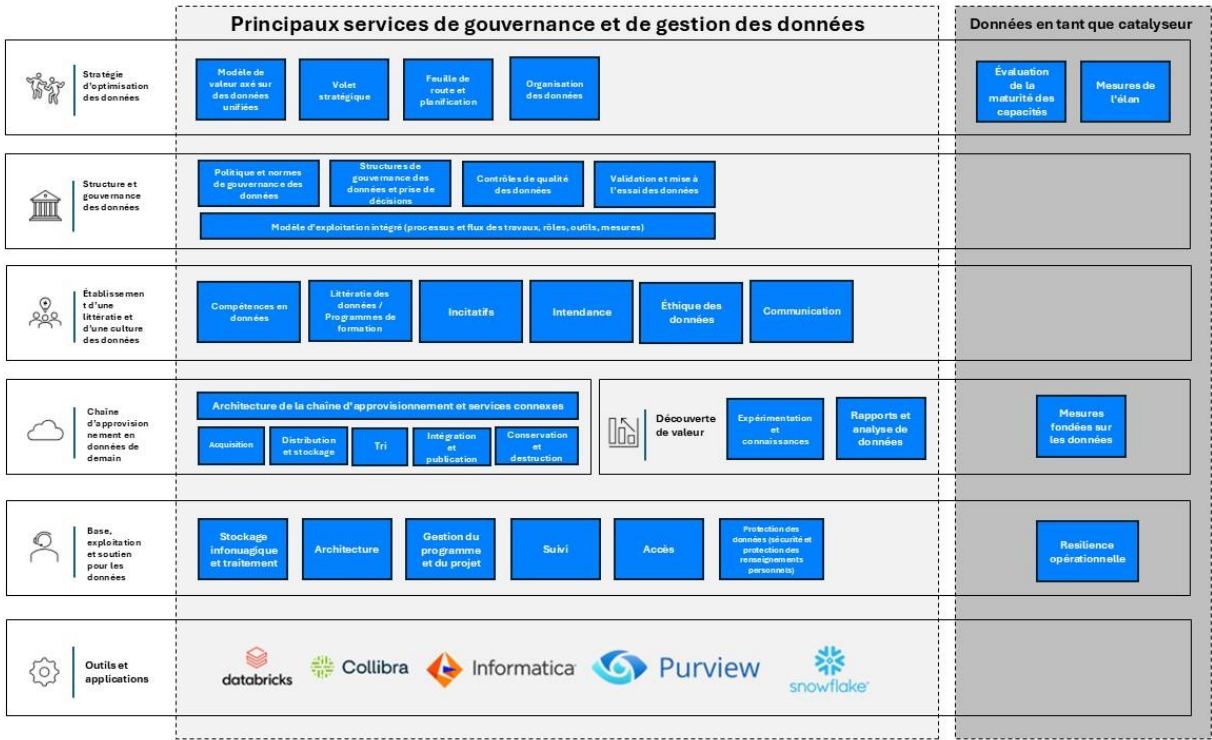 Principaux services de gouvernance et de gestion des données
Données en tant que catalyseur
Stratégie
d'optimisation
des données
Modèle de
valeur axé sur
des données
unifiées
Volet
stratégique
Feuille de
route et
planification
Organisation
des données
Évaluation
de la
maturité des
capacités
Mesures de
l'élan
Structure et
gouvernance
des données
Politique et normes
de gouvernance des
données
Structures de
gouvernance des
données et prise de
décisions
Contrôles de qualité
des données
Validation et mise à
l'essai des données
Modèle d'exploitation intégré (processus et flux des travaux, rôles, outils, mesures)
Établissemen
t d'une
littératie et
d'une culture
des données
Compétences en
données
Littératie des
données /
Programmes de
formation
Incitatifs
Intendance
Éthique des
données
Communication
Chaîne
d'approvision
nement en
données de
demain
Architecture de la chaîne d'approvisionnement et services connexes
Acquisition
Distribution
et stockage
Tri
Intégration
et
publication
Conservation
et
destruction
Découverte
de valeur
Expérimentation
et
connaissances
Rapports et
analyse de
données
Mesures
fondées sur
les données
Base,
exploitation
et soutien
pour les
données
Stockage
infonuagique
et traitement
Architecture
Gestion du
programme
et du projet
Suivi
Accès
Protection des
données (sécurité et
protection des
renseignements
personnels)
Resilience
opérationnelle
Outils et
applications
databricks
Collibra
Informatica
Purview
snowflake